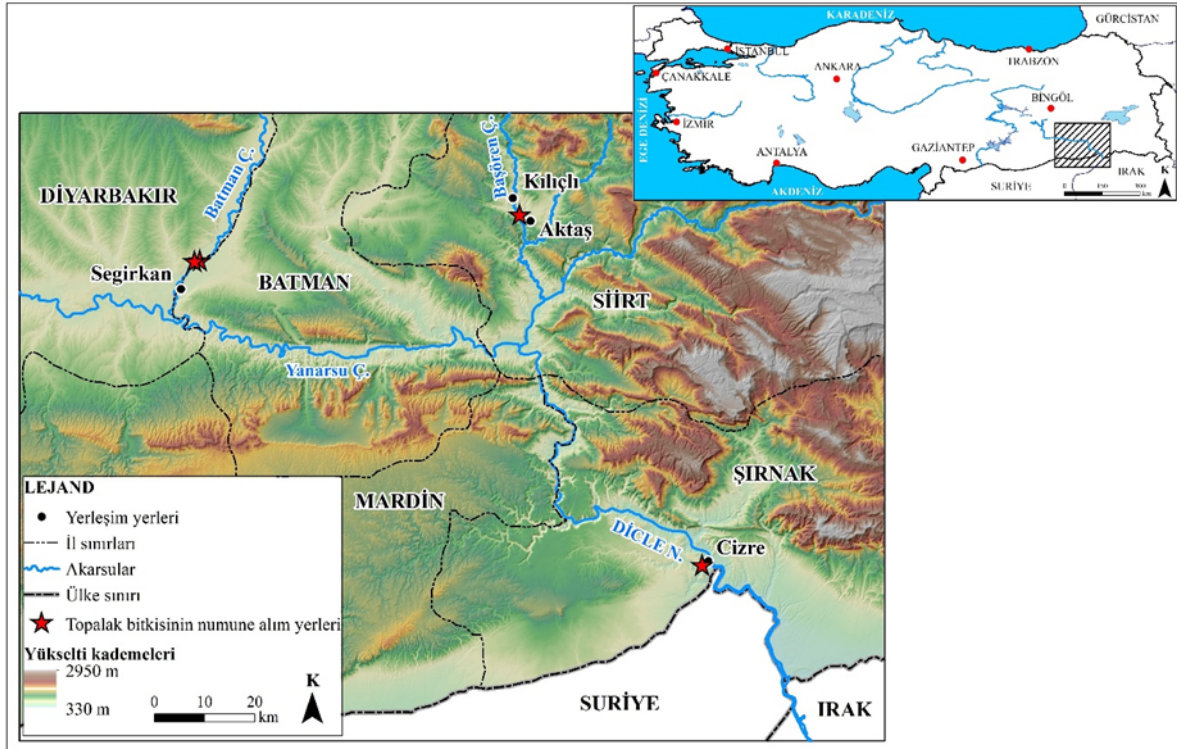 KARADENİZ
GÜRCİSTAN
İSTANBUL
TRABZON
ÇANAKKALE
ANKARA
BİNGÖL
EGE DENİZİ
İZMİR
ANTALYA
GAZİANTEP
AKDENİZ
SURİYE
IRAK
K
0 150 300
km
DİYARBAKIR
Batman Ç.
Başören Ç.
Kılıçlı
Aktaş
Segirkan
BATMAN
SİİRT
Yanarsu Ç.
MARDİN
ŞIRNAK
DİCLE N.
Cizre
SURİYE
IRAK
LEJAND
Yerleşim yerleri
İl sınırları
Akarsular
Ülke sınırı
Topalak bitkisinin numune alım yerleri
Yükselti kademeleri
2950 m
330 m
0 10 20
km
K